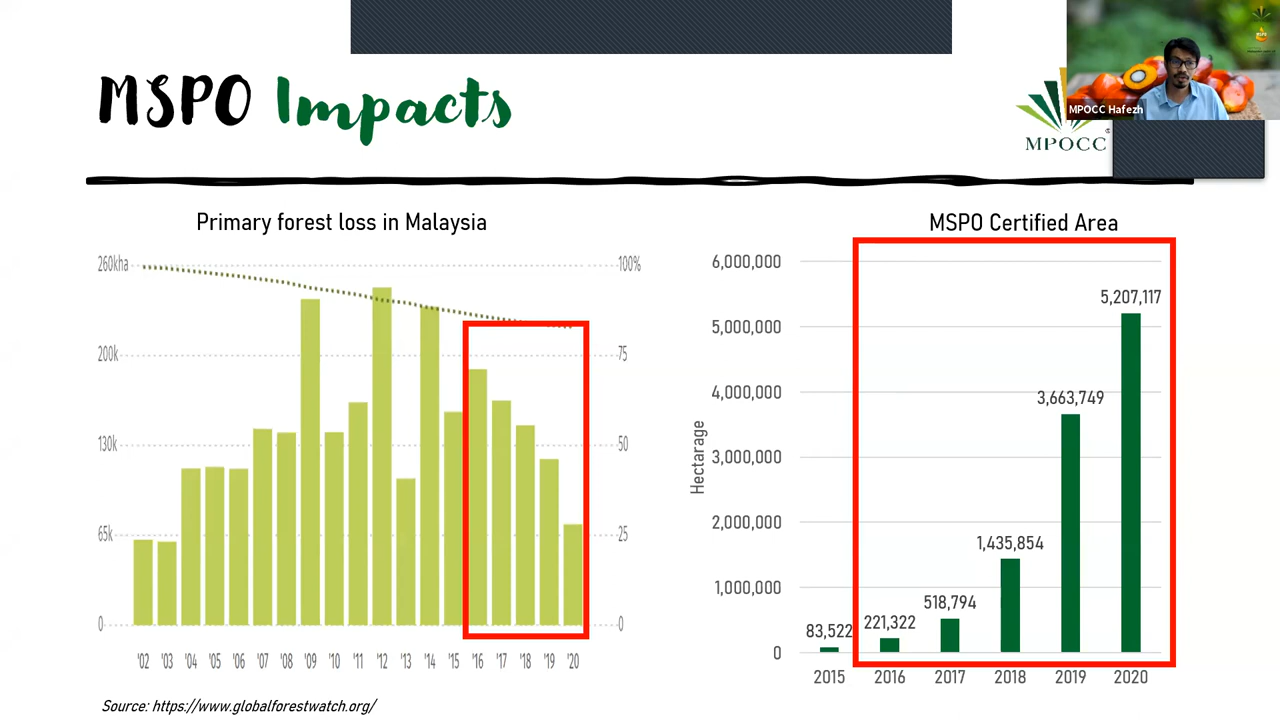 MSPO Impacts
MPOCC Hafezh
MPOCC
Primary forest loss in Malaysia
260kha
200k
130k
65k
0
100%
75
50
25
0
'02 '03 '04 '05 '06 '07 '08 '09 '10 '11 '12 '13 '14 '15 '16 '17 '18 '19 '20
MSPO Certified Area
Hectarage
6,000,000
5,000,000
4,000,000
3,000,000
2,000,000
1,000,000
0
83,522
221,322
518,794
1,435,854
3,663,749
5,207,117
2015 2016 2017 2018 2019 2020
Source: https://www.globalforestwatch.org/